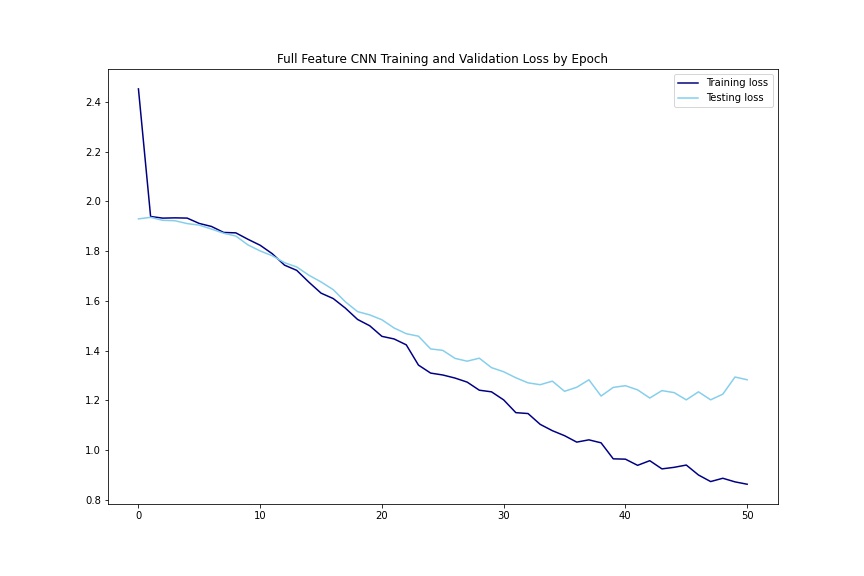 Full Feature CNN Training and Validation Loss by Epoch
Training loss
Testing loss
2.4
2.2
2.0
1.8
1.6
1.4
1.2
1.0
0.8
0 10 20 30 40 50